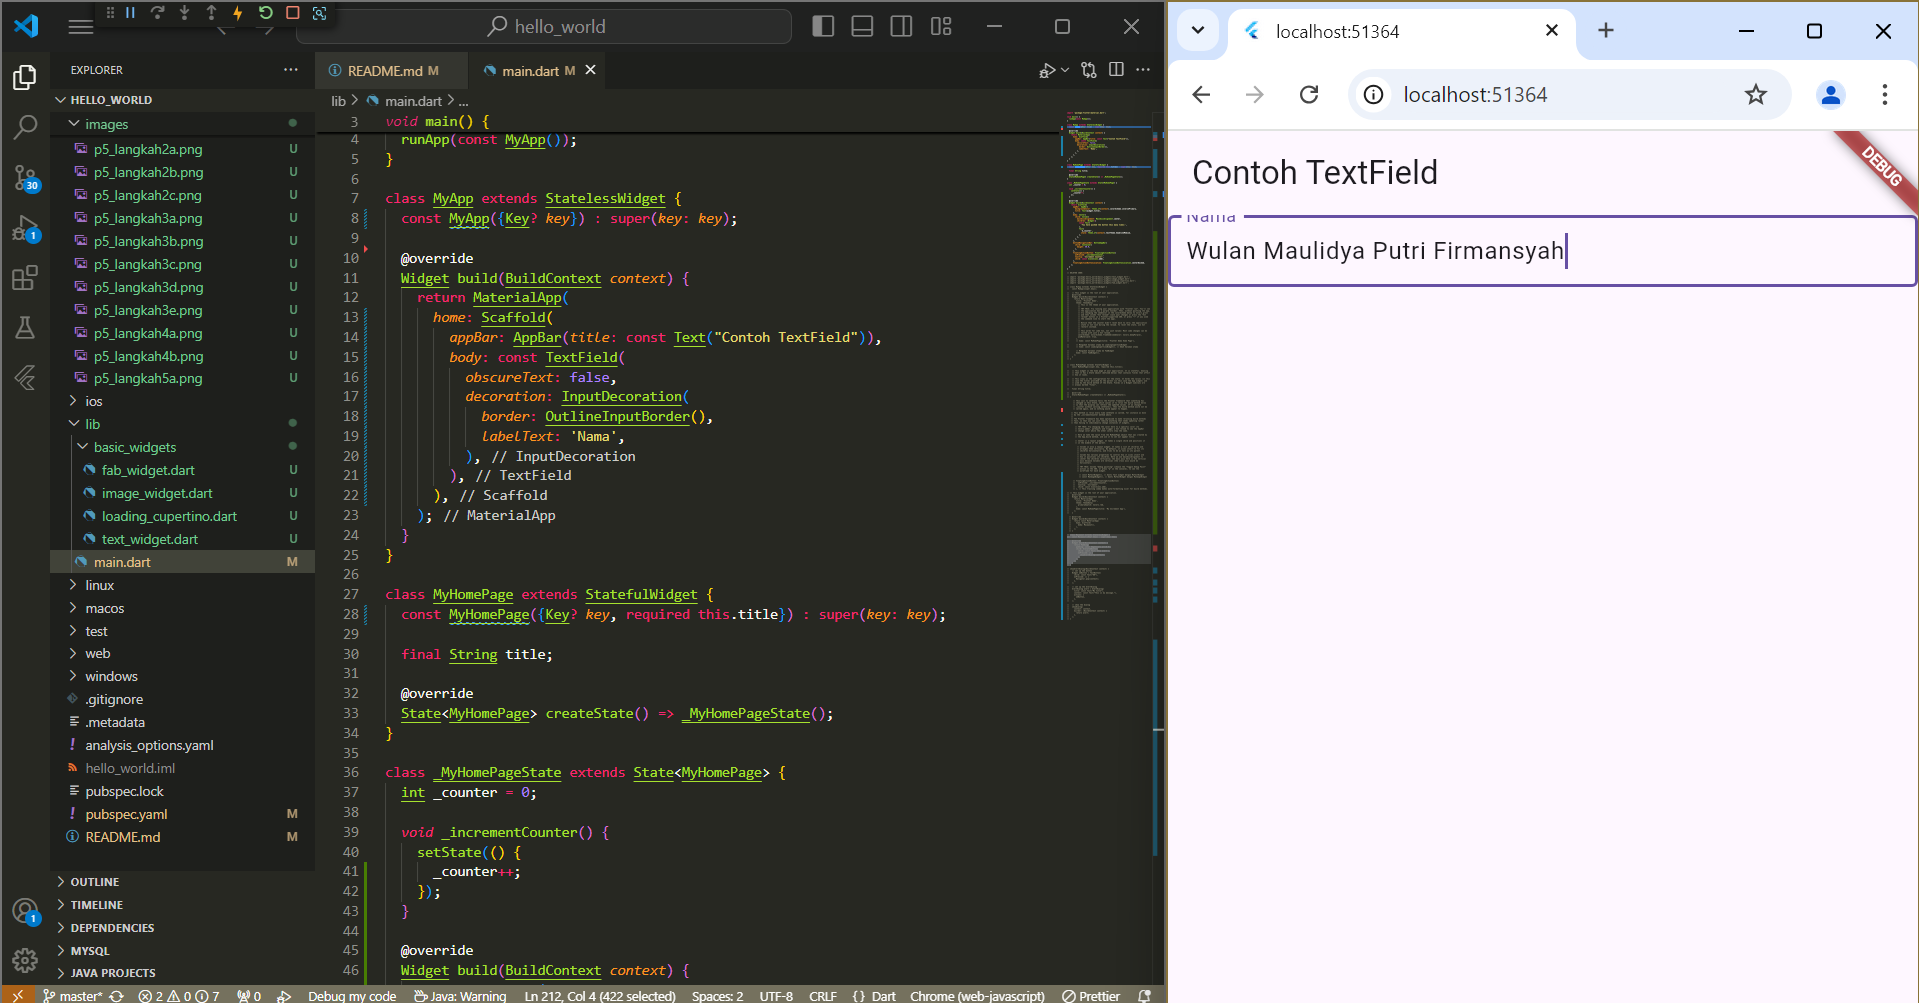 hello_world
EXPLORER
HELLO_WORLD
images
p5_langkah2a.png U
p5_langkah2b.png U
p5_langkah2c.png U
p5_langkah3a.png U
p5_langkah3b.png U
p5_langkah3c.png U
p5_langkah3d.png U
p5_langkah3e.png U
p5_langkah4a.png U
p5_langkah4b.png U
p5_langkah5a.png U
ios
lib
basic_widgets
fab_widget.dart U
image_widget.dart U
loading_cupertino.dart U
text_widget.dart U
main.dart M
linux
macos
test
web
windows
.gitignore
.metadata
analysis_options.yaml
hello_world.iml
pubspec.lock
pubspec.yaml M
README.md M
OUTLINE
TIMELINE
DEPENDENCIES
MYSQL
JAVA PROJECTS
30
1
1
README.md M
main.dart M
lib > main.dart > ...
3 void main() {
4 runApp(const MyApp());
5 }
6
7 class MyApp extends StatelessWidget {
8 const MyApp({Key? key}) : super(key: key);
9
10 @override
11 Widget build(BuildContext context) {
12 return MaterialApp(
13 home: Scaffold(
14 appBar: AppBar(title: const Text("Contoh TextField")),
15 body: const TextField(
16 obscureText: false,
17 decoration: InputDecoration(
18 border: OutlineInputBorder(),
19 labelText: 'Nama',
20 ), // InputDecoration
21 ), // TextField
22 ), // Scaffold
23 ); // MaterialApp
24 }
25 }
26
27 class MyHomePage extends StatefulWidget {
28 const MyHomePage({Key? key, required this.title}) : super(key: key);
29
30 final String title;
31
32 @override
33 State<MyHomePage> createState() => _MyHomePageState();
34 }
35
36 class _MyHomePageState extends State<MyHomePage> {
37 int _counter = 0;
38
39 void _incrementCounter() {
40 setState(() {
41 _counter++;
42 });
43 }
44
45 @override
46 Widget build(BuildContext context) {
master* 2 0 7 0 Debug my code Java: Warning Ln 212, Col 4 (422 selected) Spaces: 2 UTF-8 CRLF {} Dart Chrome (web-javascript) Prettier
localhost:51364
localhost:51364
DEBUG
Contoh TextField
Nama
Wulan Maulidya Putri Firmansyah